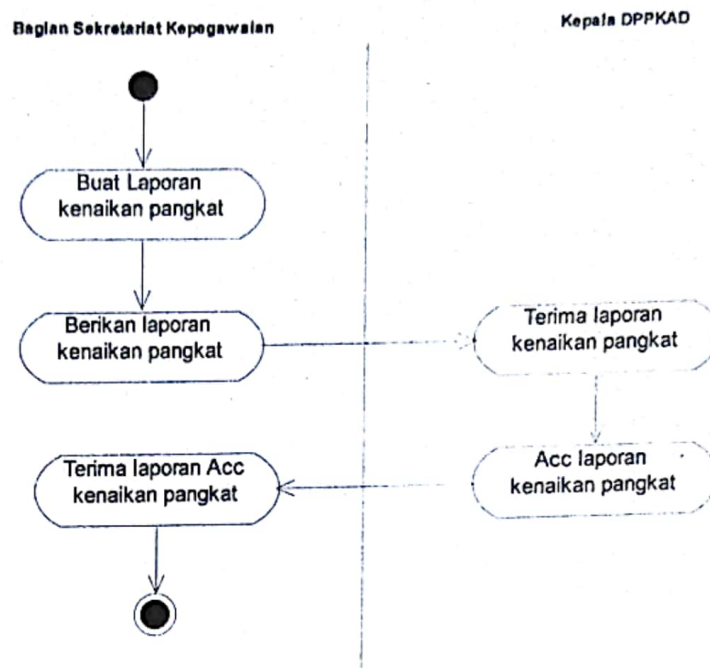 Bagian Sekretariat Kepegawaian
Kepala DPPKAD
Buat Laporan
kenaikan pangkat
Berikan laporan
kenaikan pangkat
Terima laporan
kenaikan pangkat
Terima laporan Acc
kenaikan pangkat
Acc laporan
kenaikan pangkat